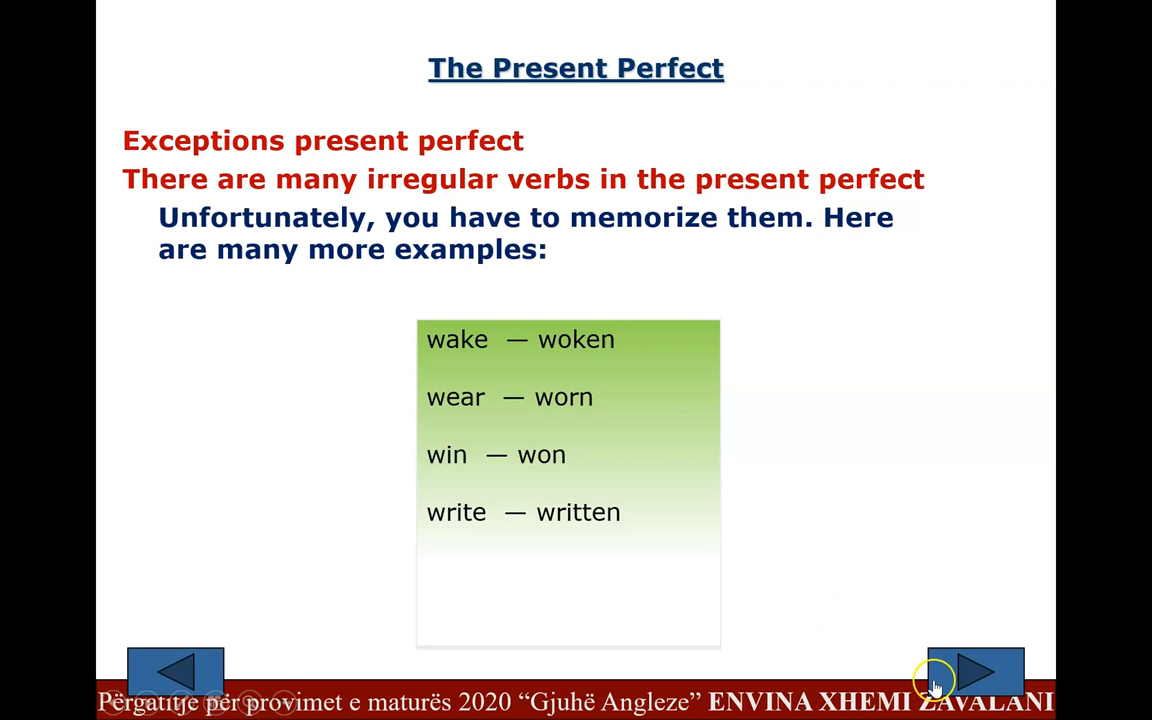 The Present Perfect
Exceptions present perfect
There are many irregular verbs in the present perfect
Unfortunately, you have to memorize them. Here
are many more examples:
wake — woken
wear — worn
win — won
write — written
Përgatitje për provimet e maturës 2020 “Gjuhë Angleze” ENVINA XHEMI ZAVALANI